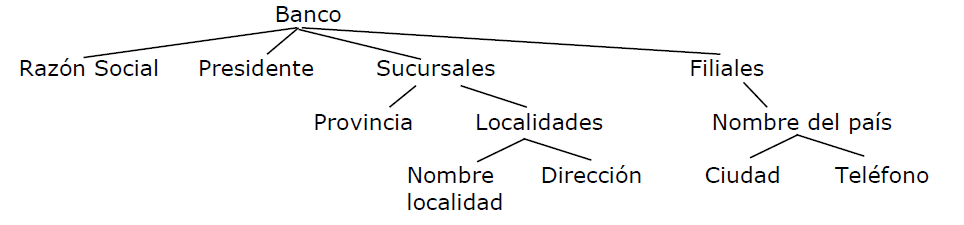 Banco
Razón Social
Presidente
Sucursales
Filiales
Provincia
Localidades
Nombre del país
Nombre
localidad
Dirección
Ciudad
Teléfono